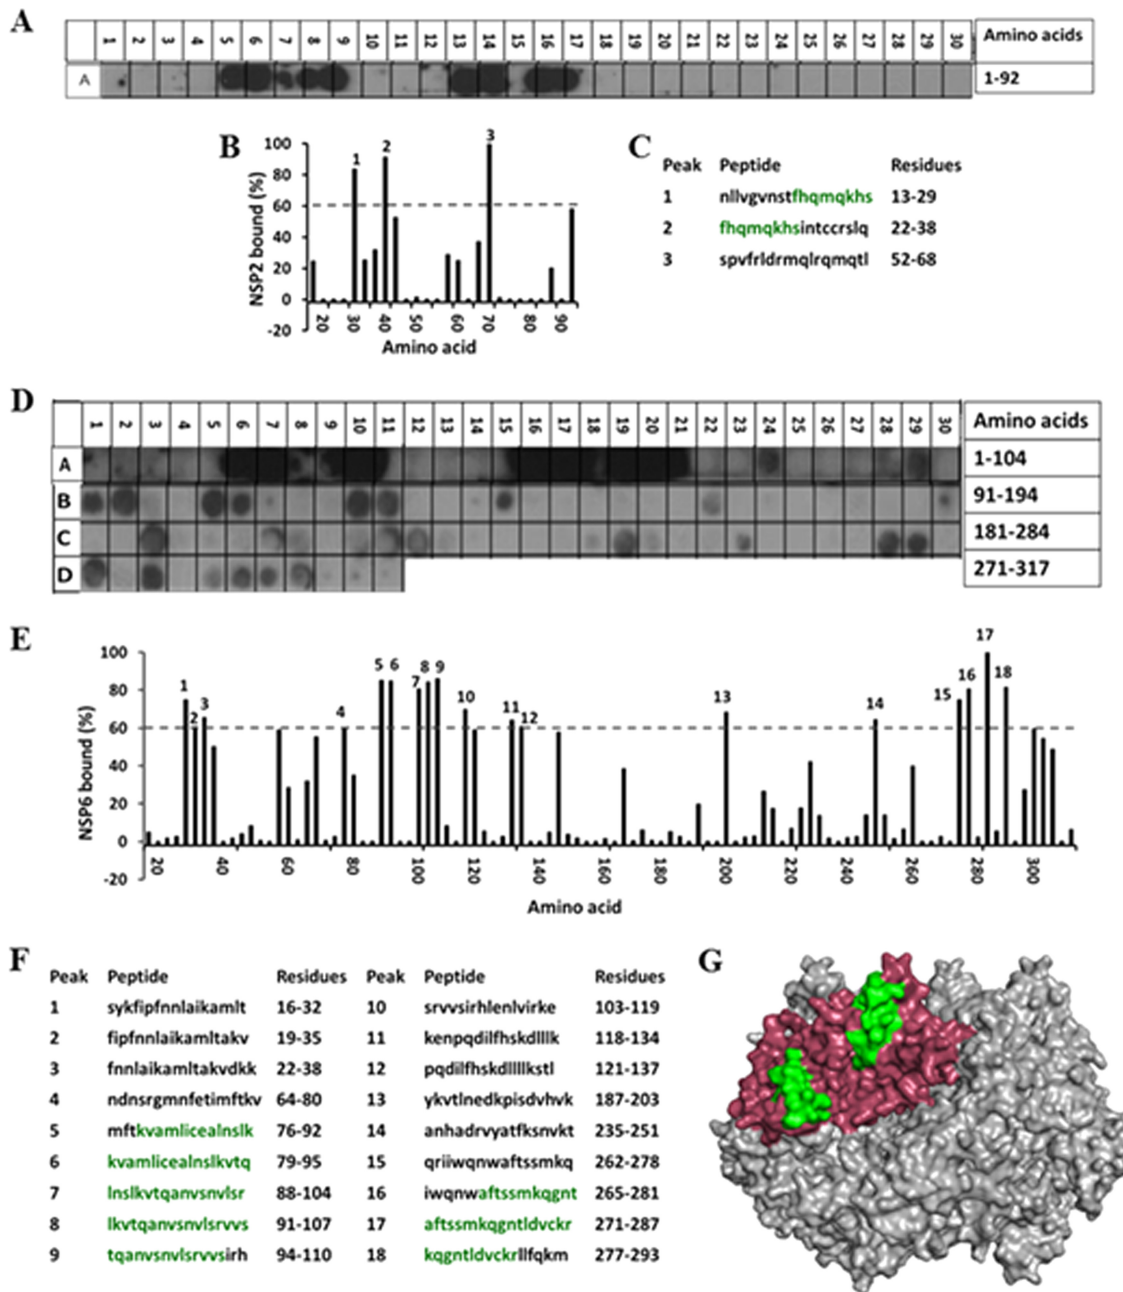 A
1 2 3 4 5 6 7 8 9 10 11 12 13 14 15 16 17 18 19 20 21 22 23 24 25 26 27 28 29 30 Amino acids
A 1-92
B
NSP2 bound (%)
100
80
60
40
20
0
-20
1 2 3
20 30 40 50 60 70 80 90
Amino acid
C
Peak Peptide Residues
1 nllvgvnstfhqmqkhs 13-29
2 fhqmqkhsintccrslq 22-38
3 spvfrldrmqlrqmqtl 52-68
D
1 2 3 4 5 6 7 8 9 10 11 12 13 14 15 16 17 18 19 20 21 22 23 24 25 26 27 28 29 30 Amino acids
A 1-104
B 91-194
C 181-284
D 271-317
E
NSP6 bound (%)
100
80
60
40
20
0
-20
1 2 3 4 5 6 7 8 9 10 11 12 13 14 15 16 17 18
20 40 60 80 100 120 140 160 180 200 220 240 260 280 300
Amino acid
F
Peak Peptide Residues Peak Peptide Residues
1 sykfipfnnlaikamlt 16-32 10 srvvsirhlenlvirke 103-119
2 fipfnnlaikamltakv 19-35 11 kenpqdilfhskdllllk 118-134
3 fnnlaikamltakvdkk 22-38 12 pqdilfhskdlllllkstl 121-137
4 ndnsrgmnfetimftkv 64-80 13 ykvtlnedkpisdvhvk 187-203
5 mftkvamlicealnslk 76-92 14 anhadrvyatfksnvkt 235-251
6 kvamlicealnslkvtq 79-95 15 qriiwqnwaftssmkq 262-278
7 lnslkvtqanvsnvlsr 88-104 16 iwqnwaftssmkqgnt 265-281
8 lkvtqanvsnvlsrvvs 91-107 17 aftssmkqgntldvckr 271-287
9 tqanvsnvlsrvvsirh 94-110 18 kqgntldvckrllfqkm 277-293
G